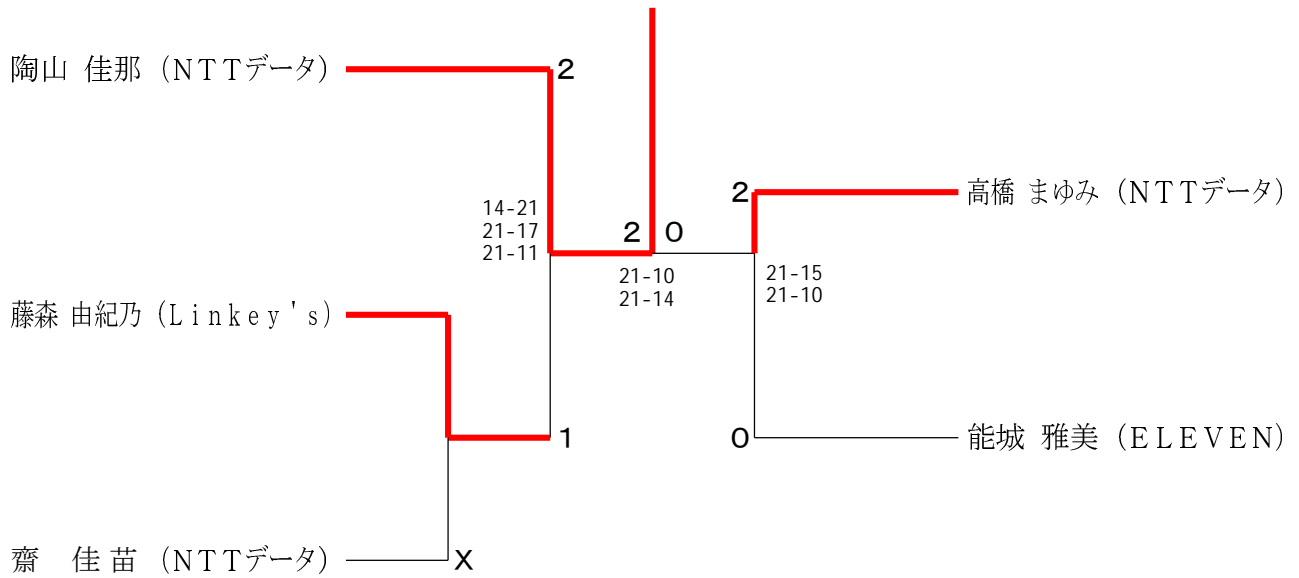 陶山 佳那 (ＮＴＴデータ)
2
2
高橋 まゆみ (ＮＴＴデータ)
14-21
21-17
21-11
2 0
21-10
21-14
21-15
21-10
藤森 由紀乃 (Ｌｉｎｋｅｙ＇ｓ)
1
0
能城 雅美 (ＥＬＥＶＥＮ)
齋 佳苗 (ＮＴＴデータ)
X